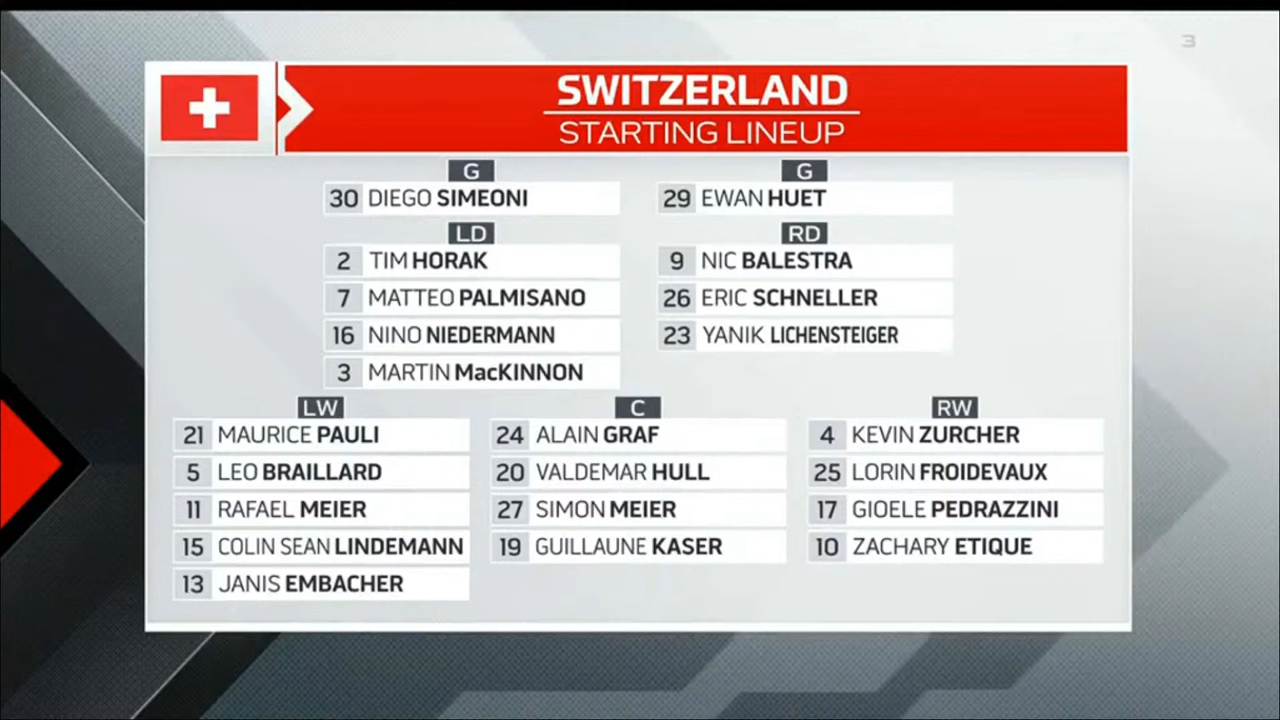 3
SWITZERLAND
STARTING LINEUP
G
30 DIEGO SIMEONI
G
29 EWAN HUET
LD
2 TIM HORAK
7 MATTEO PALMISANO
16 NINO NIEDERMANN
3 MARTIN MacKINNON
RD
9 NIC BALESTRA
26 ERIC SCHNELLER
23 YANIK LICHENSTEIGER
LW
21 MAURICE PAULI
5 LEO BRAILLARD
11 RAFAEL MEIER
15 COLIN SEAN LINDEMANN
13 JANIS EMBACHER
C
24 ALAIN GRAF
20 VALDEMAR HULL
27 SIMON MEIER
19 GUILLAUNE KASER
RW
4 KEVIN ZURCHER
25 LORIN FROIDEVAUX
17 GIOELE PEDRAZZINI
10 ZACHARY ETIQUE